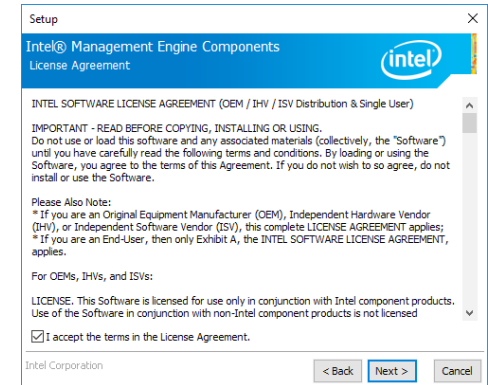 Setup
Intel® Management Engine Components
License Agreement
intel
INTEL SOFTWARE LICENSE AGREEMENT (OEM / IHV / ISV Distribution & Single User)
IMPORTANT - READ BEFORE COPYING, INSTALLING OR USING.
Do not use or load this software and any associated materials (collectively, the "Software")
until you have carefully read the following terms and conditions. By loading or using the
Software, you agree to the terms of this Agreement. If you do not wish to so agree, do not
install or use the Software.
Please Also Note:
* If you are an Original Equipment Manufacturer (OEM), Independent Hardware Vendor
(IHV), or Independent Software Vendor (ISV), this complete LICENSE AGREEMENT applies;
* If you are an End-User, then only Exhibit A, the INTEL SOFTWARE LICENSE AGREEMENT,
applies.
For OEMs, IHVs, and ISVs:
LICENSE. This Software is licensed for use only in conjunction with Intel component products.
Use of the Software in conjunction with non-Intel component products is not licensed
I accept the terms in the License Agreement.
Intel Corporation
< Back
Next >
Cancel